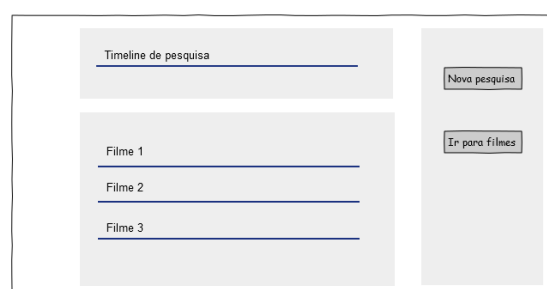 Timeline de pesquisa
Filme 1
Filme 2
Filme 3
Nova pesquisa
Ir para filmes